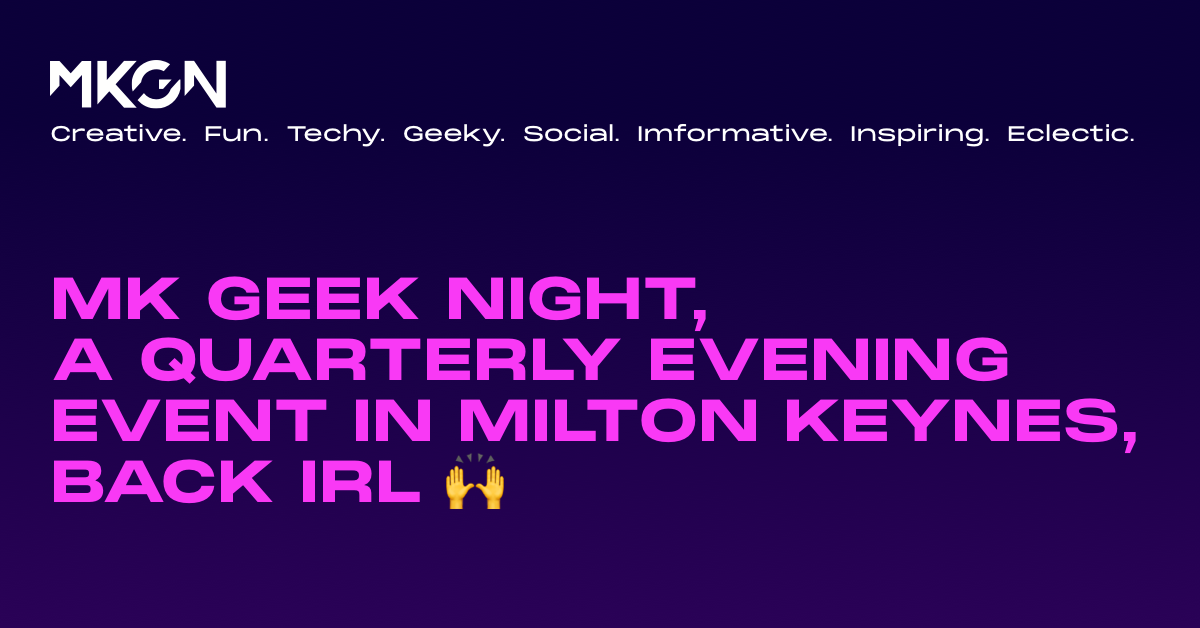 MKGN
Creative. Fun. Techy. Geeky. Social. Imformative. Inspiring. Eclectic.
MK GEEK NIGHT,
A QUARTERLY EVENING
EVENT IN MILTON KEYNES,
BACK IRL 🙌